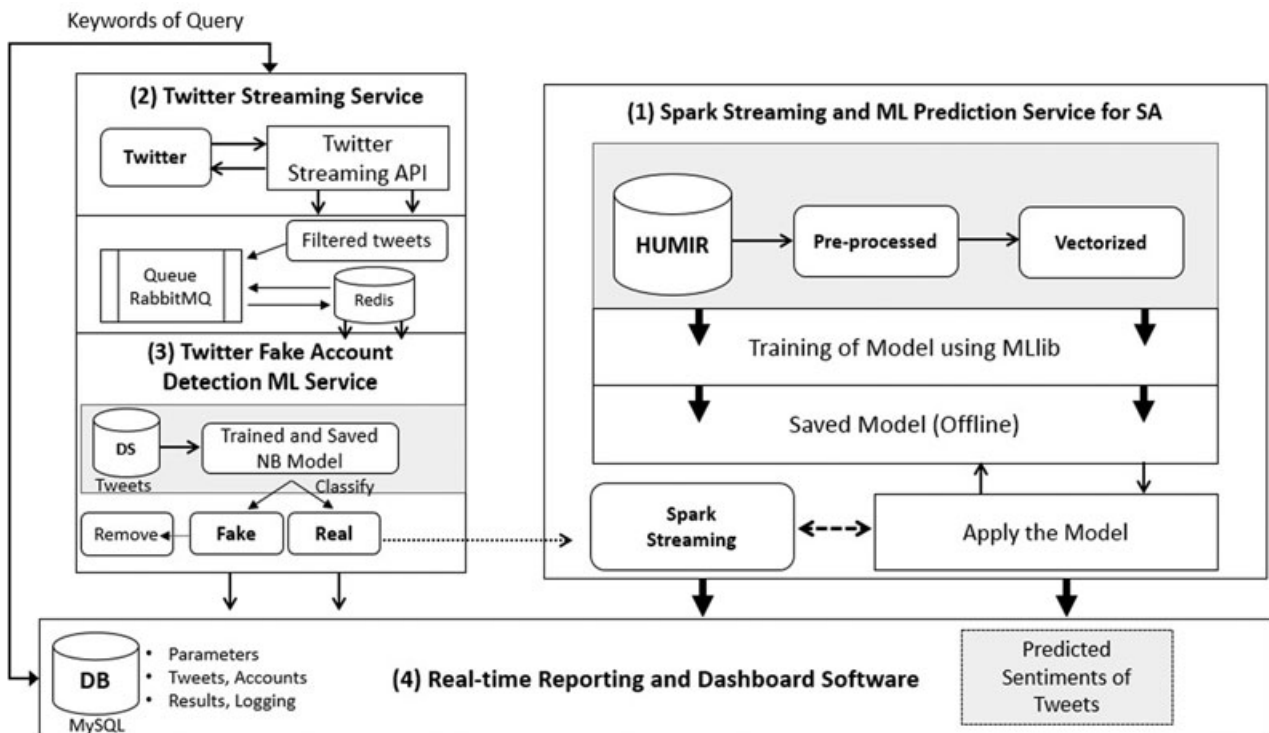 Keywords of Query
(2) Twitter Streaming Service
Twitter
Twitter
Streaming API
Filtered tweets
Queue
RabbitMQ
Redis
(3) Twitter Fake Account
Detection ML Service
DS
Tweets
Trained and Saved
NB Model
Classify
Remove
Fake
Real
(1) Spark Streaming and ML Prediction Service for SA
HUMIR
Pre-processed
Vectorized
Training of Model using MLlib
Saved Model (Offline)
Spark
Streaming
Apply the Model
DB
MySQL
• Parameters
• Tweets, Accounts
• Results, Logging
(4) Real-time Reporting and Dashboard Software
Predicted
Sentiments of
Tweets